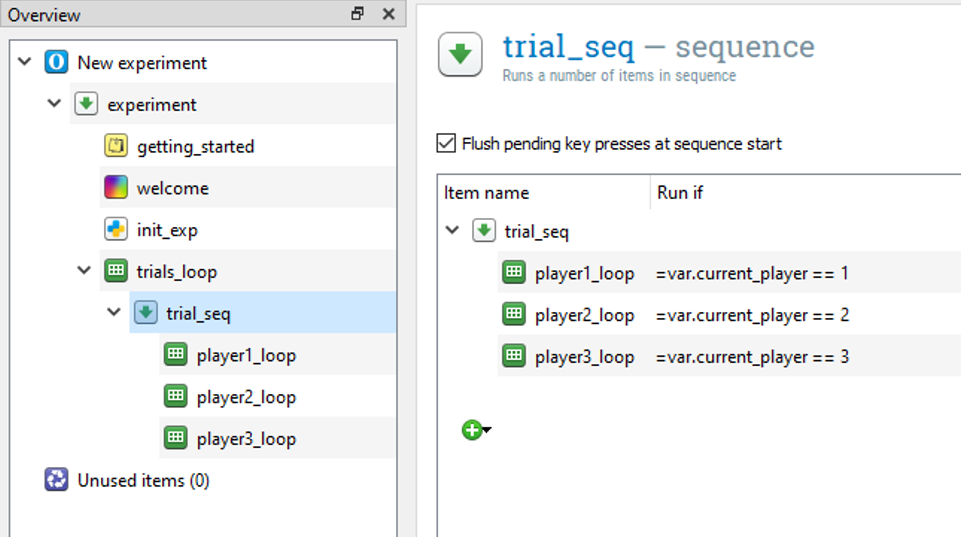 Overview
New experiment
experiment
getting_started
welcome
init_exp
trials_loop
trial_seq
player1_loop
player2_loop
player3_loop
Unused items (0)
trial_seq – sequence
Runs a number of items in sequence
Flush pending key presses at sequence start
Item name Run if
trial_seq
player1_loop =var.current_player == 1
player2_loop =var.current_player == 2
player3_loop =var.current_player == 3